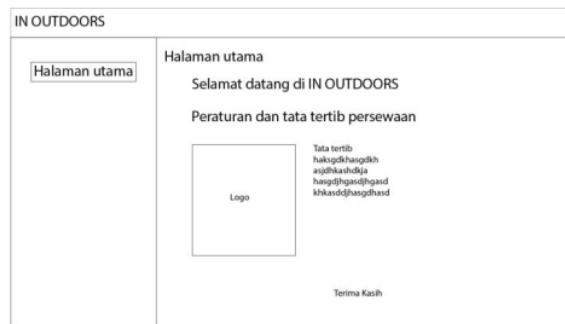 IN OUTDOORS
Halaman utama
Halaman utama
Selamat datang di IN OUTDOORS
Peraturan dan tata tertib persewaan
Logo
Tata tertib
haksgdkhasgdkh
asjdhkashdkja
hasgdjhgasdjhgasd
khkasddjhasgdhasd
Terima Kasih